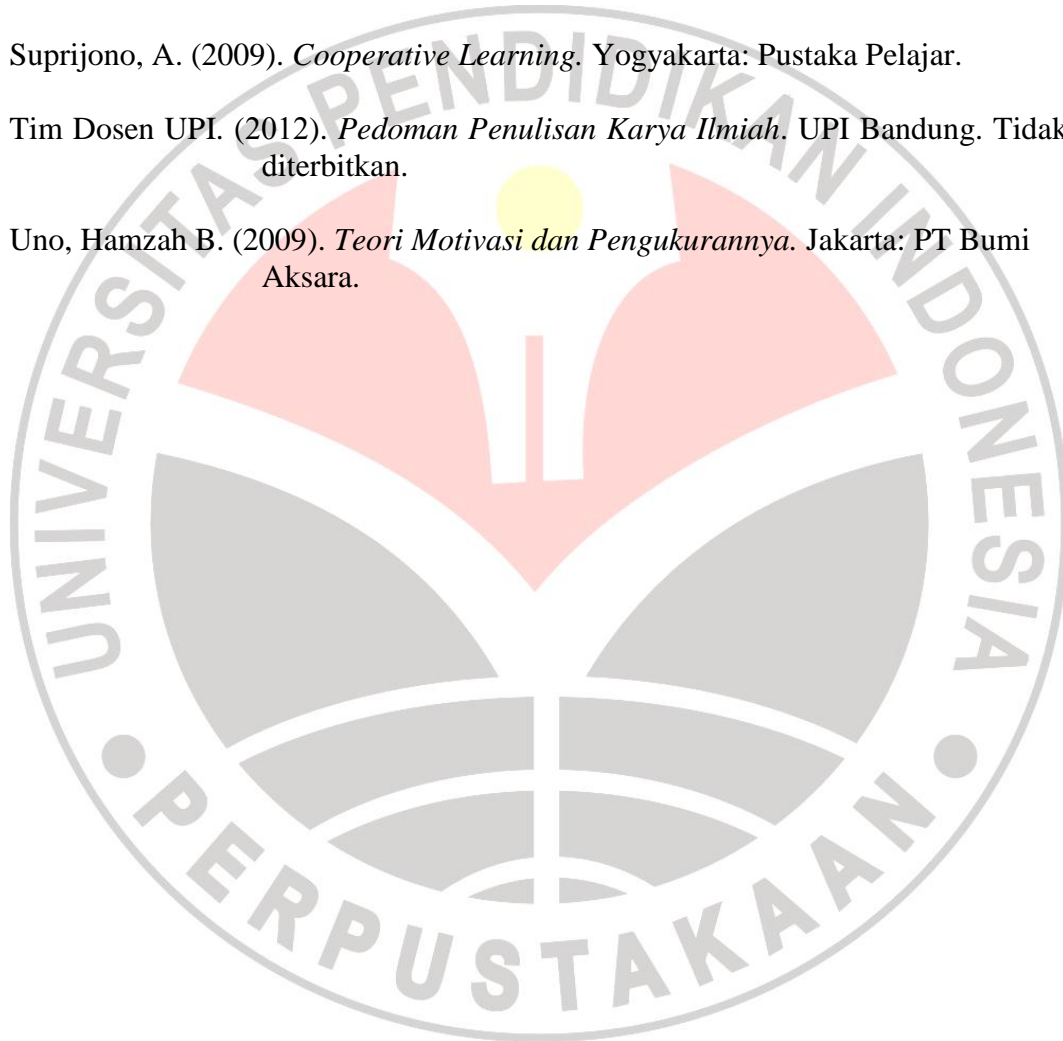 Suprijono, A. (2009). Cooperative Learning. Yogyakarta: Pustaka Pelajar.
Tim Dosen UPI. (2012). Pedoman Penulisan Karya Ilmiah. UPI Bandung. Tidak
diterbitkan.
Uno, Hamzah B. (2009). Teori Motivasi dan Pengukurannya. Jakarta: PT Bumi
Aksara.
UNIVERSITAS PENDIDIKAN INDONESIA
PERPUSTAKAAN